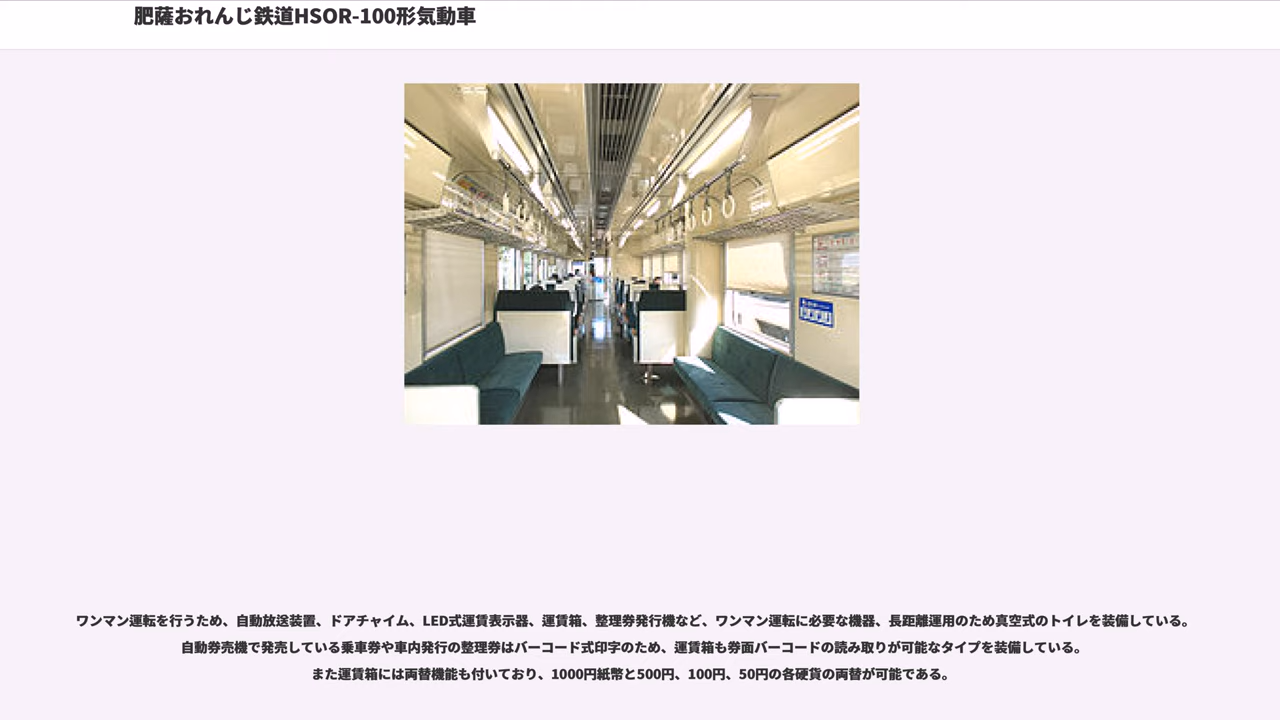 肥薩おれんじ鉄道HSOR-100形気動車
ワンマン運転を行うため、自動放送装置、ドアチャイム、LED式運賃表示器、運賃箱、整理券発行機など、ワンマン運転に必要な機器、長距離運用のため真空式のトイレを装備している。
自動券売機で発売している乗車券や車内発行の整理券はバーコード式印字のため、運賃箱も券面バーコードの読み取りが可能なタイプを装備している。
また運賃箱には両替機能も付いており、1000円紙幣と500円、100円、50円の各硬貨の両替が可能である。